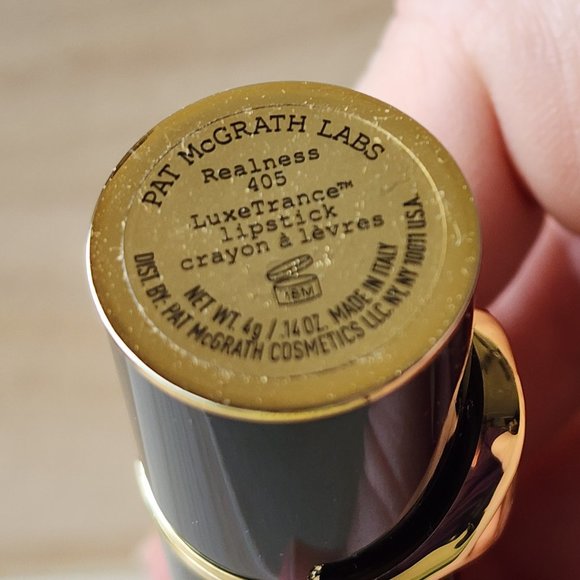 PAT McGRATH LABS
Realness
405
LuxeTrance™
lipstick
crayon à lèvres
18M
NET WT. 4g / .14 OZ. MADE IN ITALY
DIST. BY. PAT McGRATH COSMETICS LLC NY, NY 10011 USA.